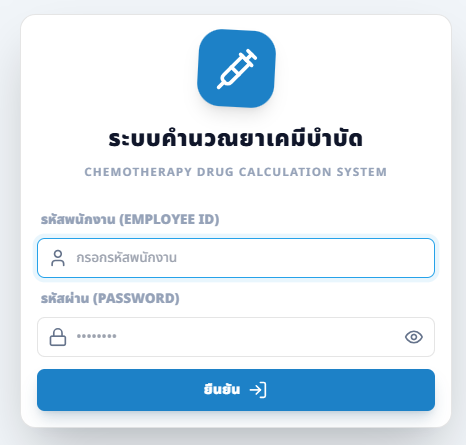 ระบบคำนวณยาเคมีบำบัด
CHEMOTHERAPY DRUG CALCULATION SYSTEM
รหัสพนักงาน (EMPLOYEE ID)
กรอกรหัสพนักงาน
รหัสผ่าน (PASSWORD)
••••••••
ยืนยัน